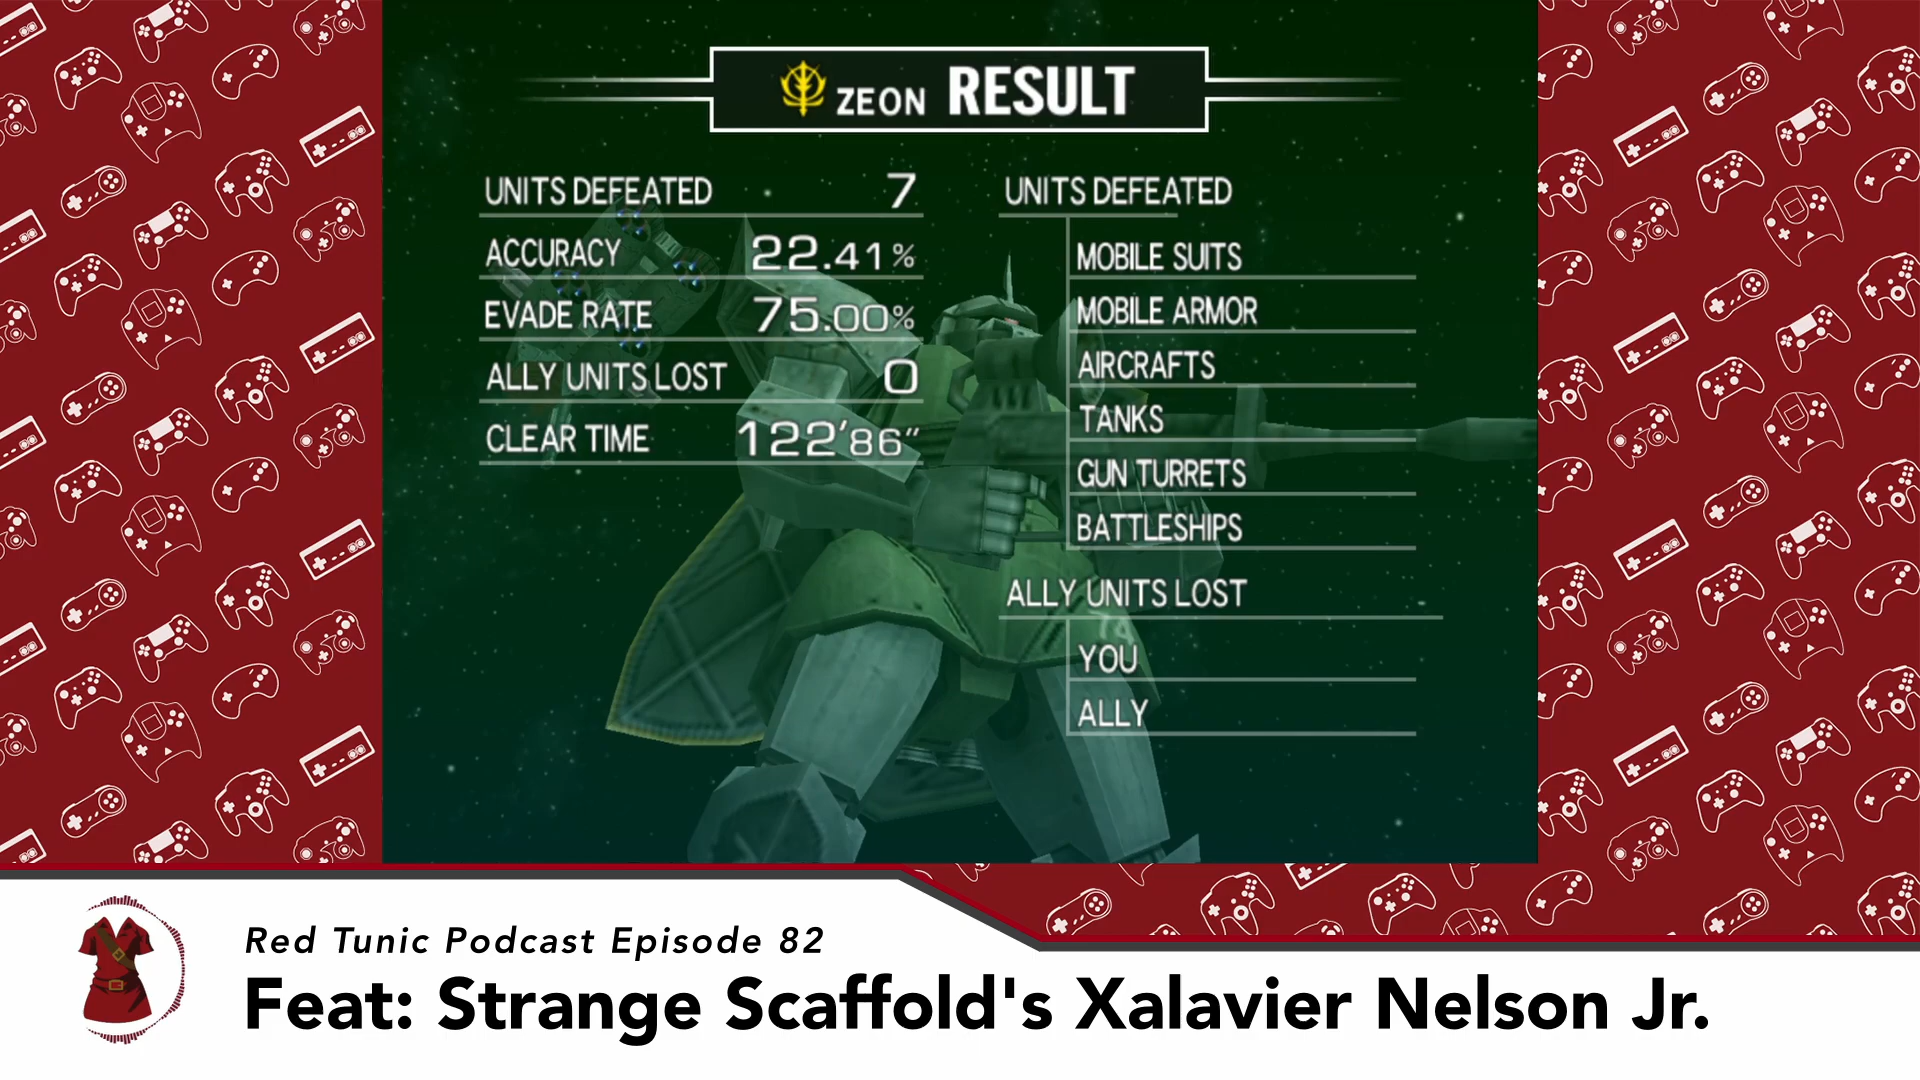 ZEON RESULT
UNITS DEFEATED 7
ACCURACY 22.41%
EVADE RATE 75.00%
ALLY UNITS LOST 0
CLEAR TIME 122'86"
UNITS DEFEATED
MOBILE SUITS
MOBILE ARMOR
AIRCRAFTS
TANKS
GUN TURRETS
BATTLESHIPS
ALLY UNITS LOST
YOU
ALLY
Red Tunic Podcast Episode 82
Feat: Strange Scaffold's Xalavier Nelson Jr.